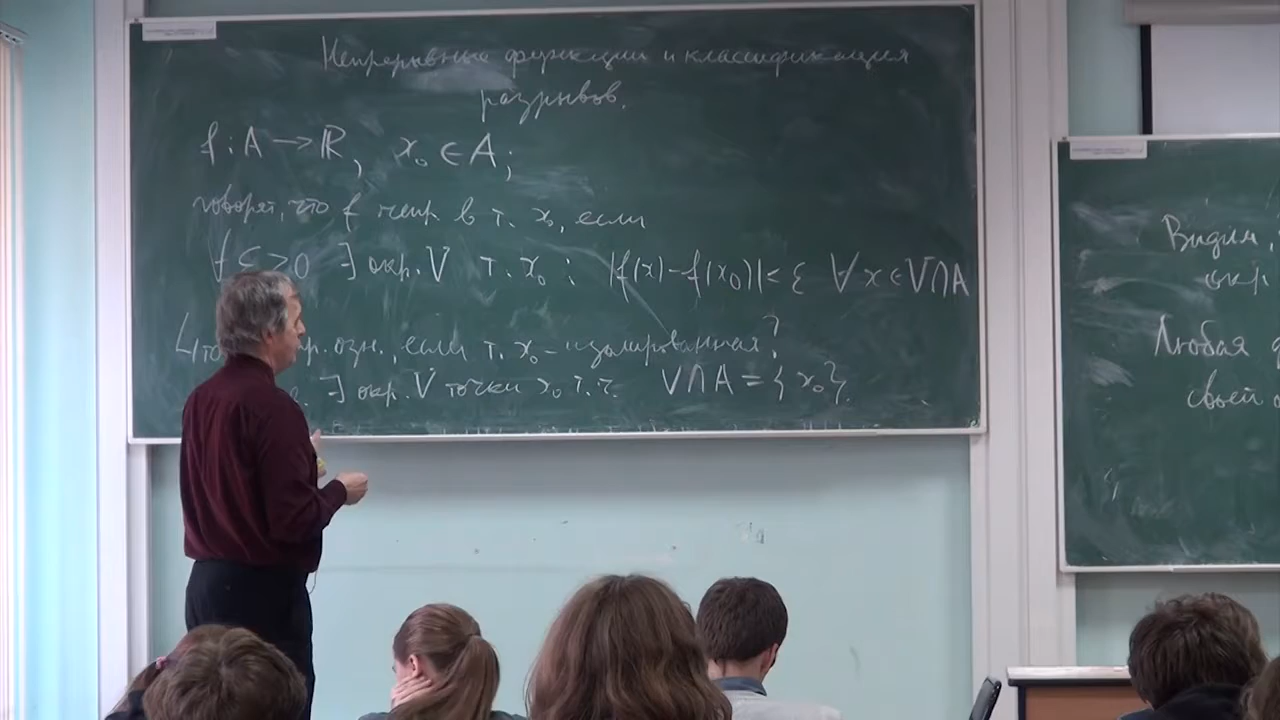 Непрерывные функции и классификация
разрывов.
f : A → ℝ, x₀ ∈ A;
говорят, что f непр. в т. x₀, если
∀ ε > 0 ∃ окр. V т. x₀ : |f(x) − f(x₀)| < ε ∀ x ∈ V ∩ A
озн., если т. x₀ – изолированная?
∃ окр. V точки x₀ т. ч. V ∩ A = {x₀}.
Видим,
окр
Любая
своей